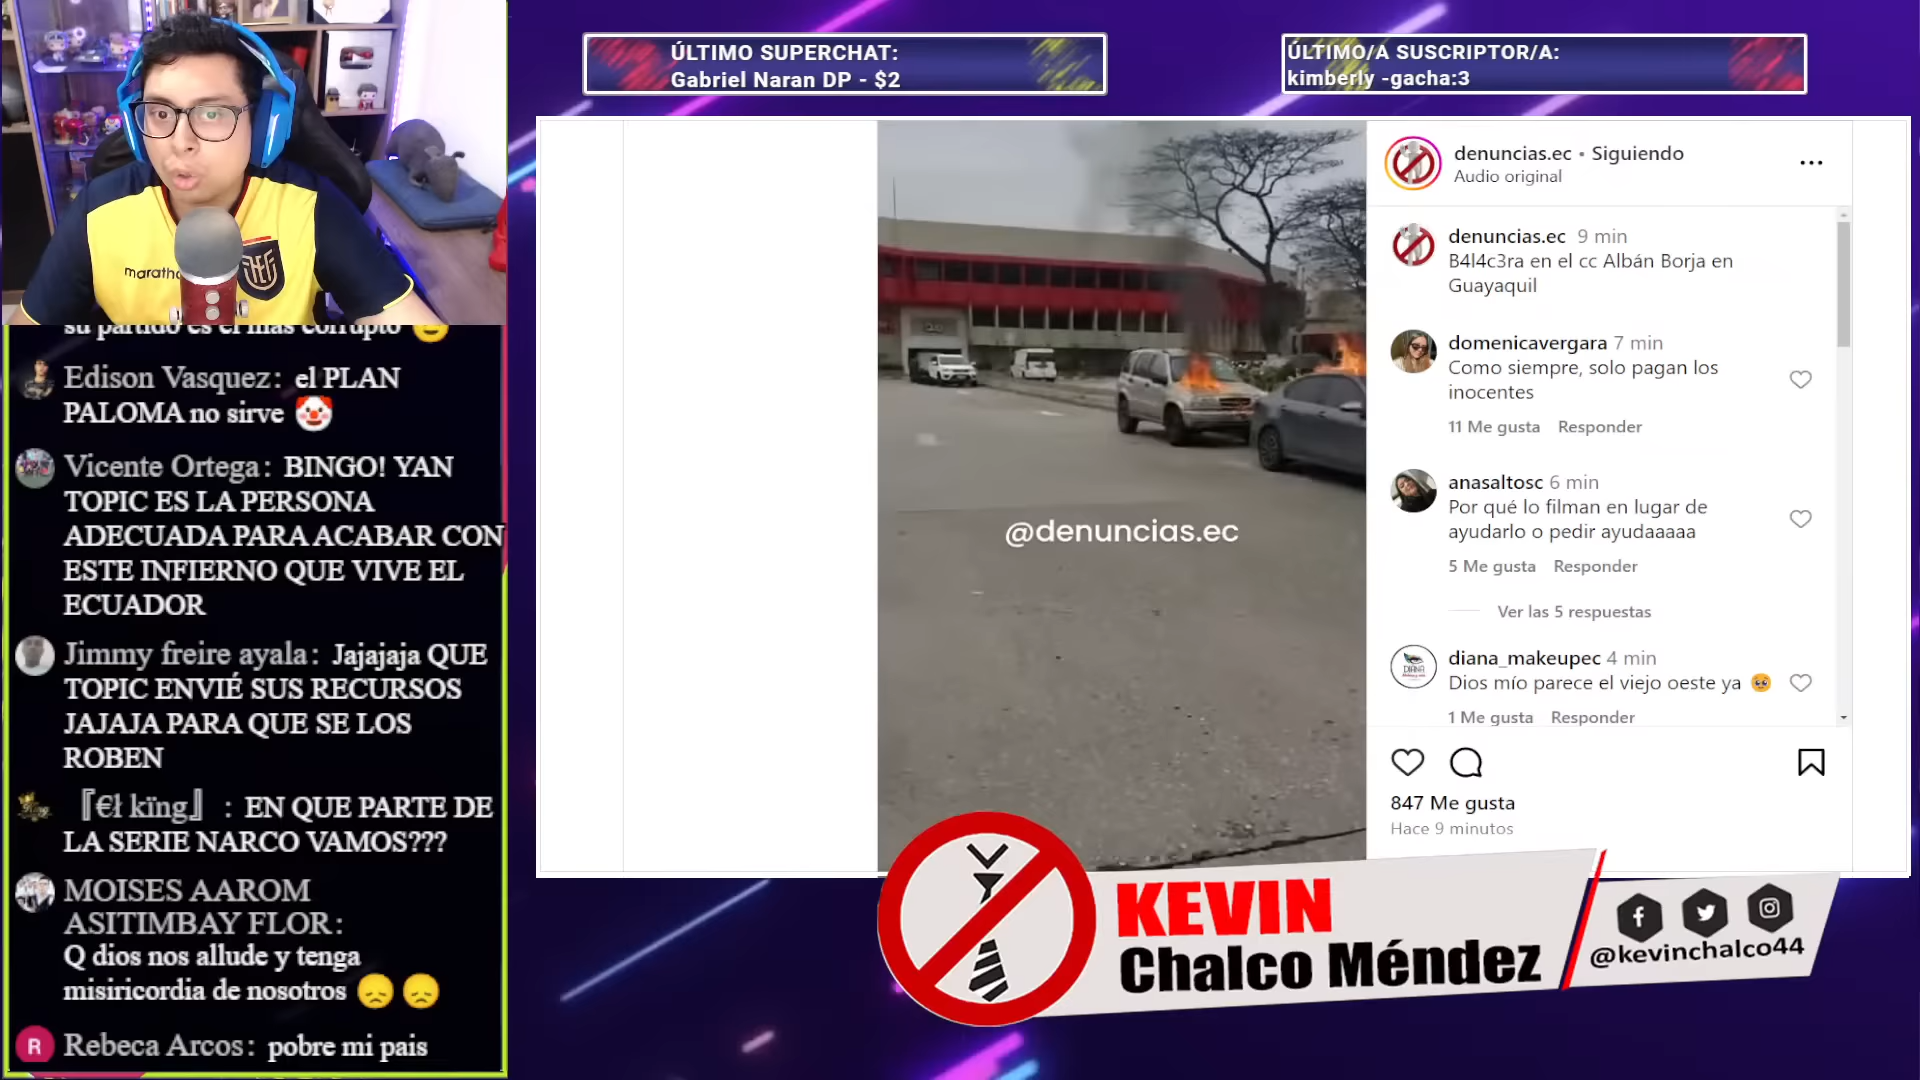 ÚLTIMO SUPERCHAT:
Gabriel Naran DP - $2
ÚLTIMO/A SUSCRIPTOR/A:
kimberly -gacha:3
marath
su partido es el mas corrupto
Edison Vasquez: el PLAN
PALOMA no sirve 🤡
Vicente Ortega: BINGO! YAN
TOPIC ES LA PERSONA
ADECUADA PARA ACABAR CON
ESTE INFIERNO QUE VIVE EL
ECUADOR
Jimmy freire ayala: Jajajaja QUE
TOPIC ENVIÉ SUS RECURSOS
JAJAJA PARA QUE SE LOS
ROBEN
『€ł kïng』 : EN QUE PARTE DE
LA SERIE NARCO VAMOS???
MOISES AAROM
ASITIMBAY FLOR:
Q dios nos allude y tenga
misiricordia de nosotros 😞 😞
R Rebeca Arcos: pobre mi pais
@denuncias.ec
denuncias.ec • Siguiendo
Audio original
denuncias.ec 9 min
B4l4c3ra en el cc Albán Borja en
Guayaquil
domenicavergara 7 min
Como siempre, solo pagan los
inocentes
11 Me gusta Responder
anasaltosc 6 min
Por qué lo filman en lugar de
ayudarlo o pedir ayudaaaaa
5 Me gusta Responder
Ver las 5 respuestas
diana_makeupec 4 min
Dios mío parece el viejo oeste ya 🥺
1 Me gusta Responder
847 Me gusta
Hace 9 minutos
KEVIN
Chalco Méndez
@kevinchalco44